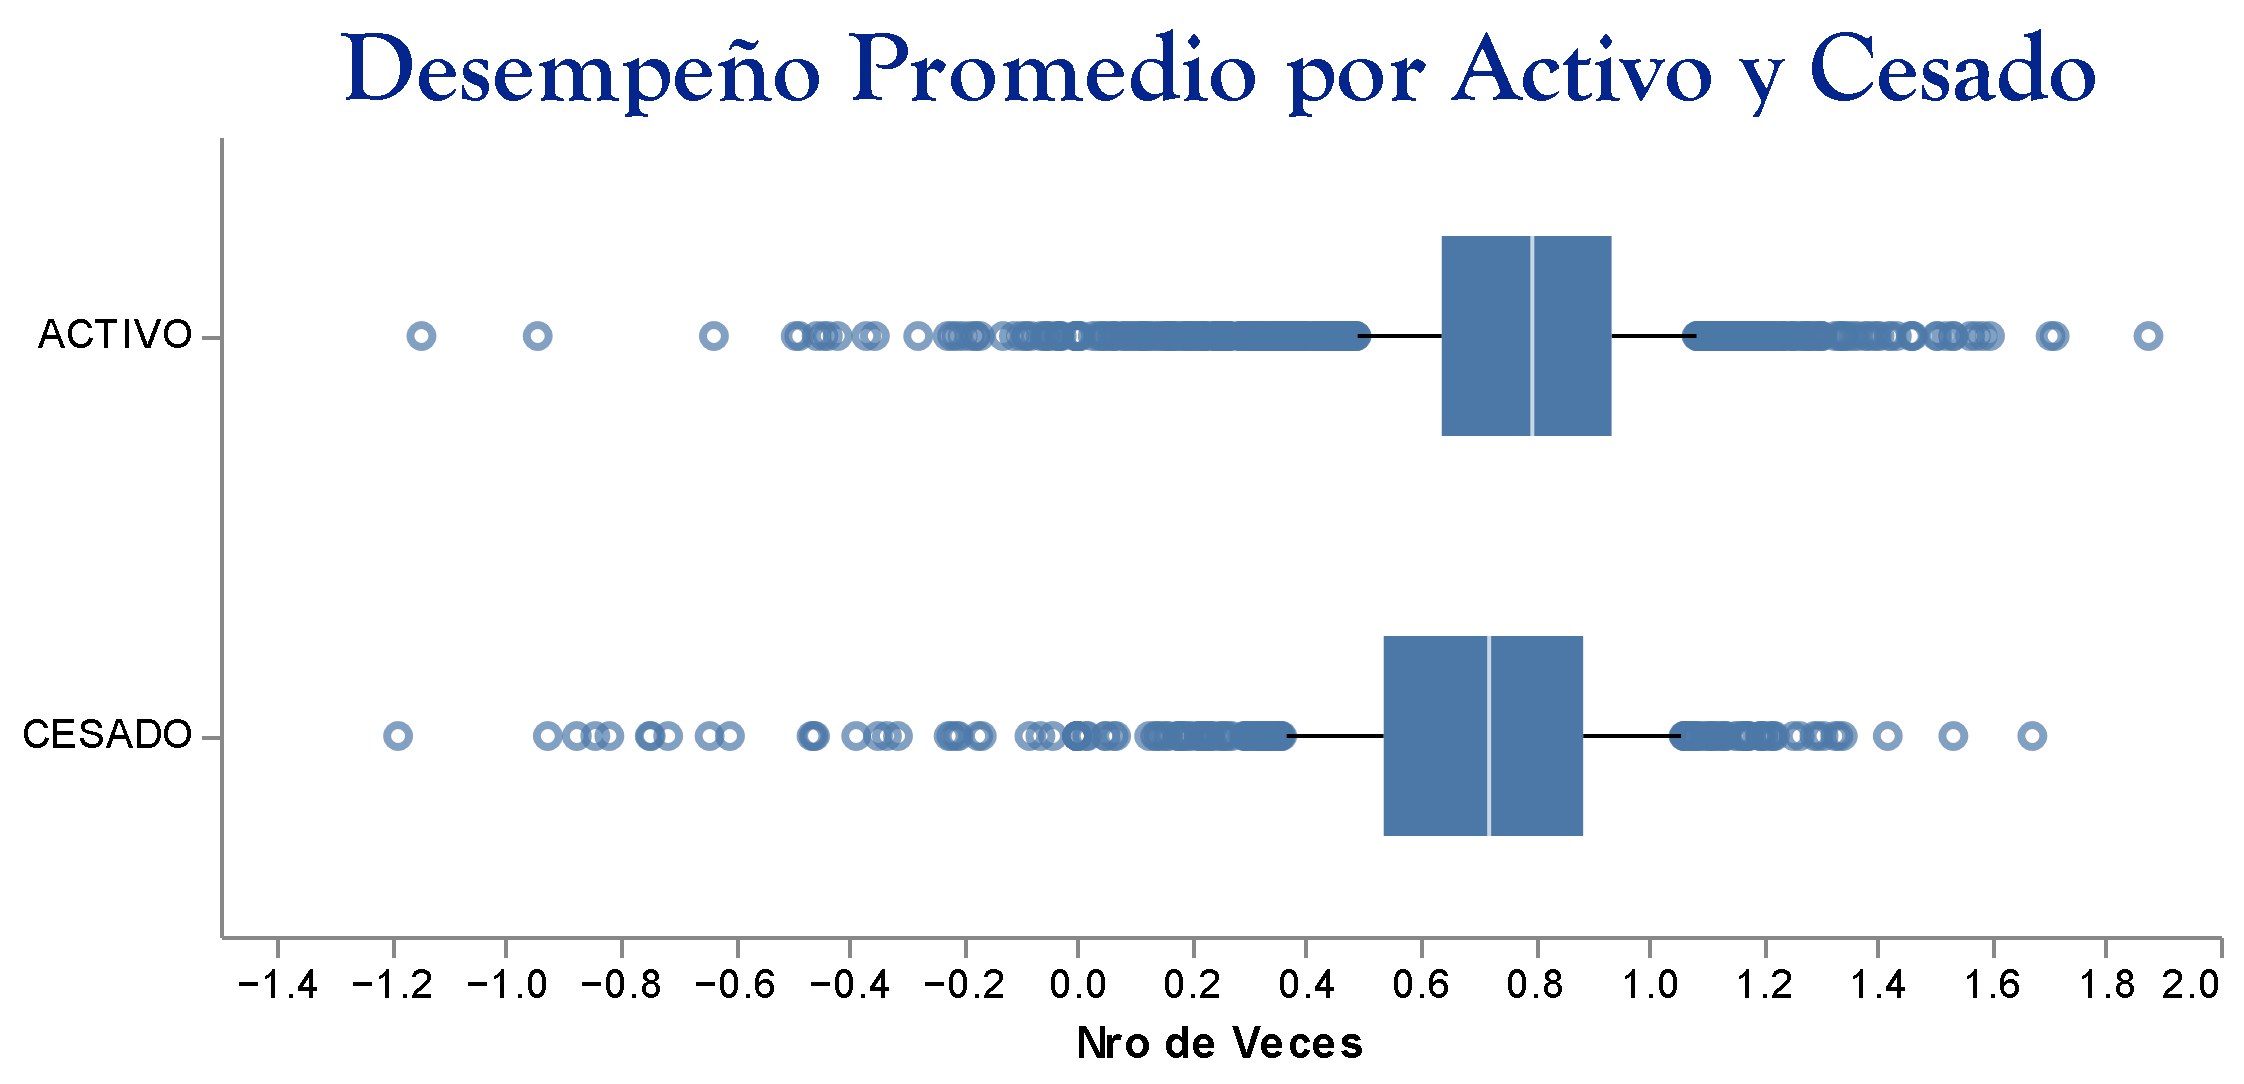 Desempeño Promedio por Activo y Cesado
ACTIVO
CESADO
−1.4 −1.2 −1.0 −0.8 −0.6 −0.4 −0.2 0.0 0.2 0.4 0.6 0.8 1.0 1.2 1.4 1.6 1.8 2.0
Nro de Veces